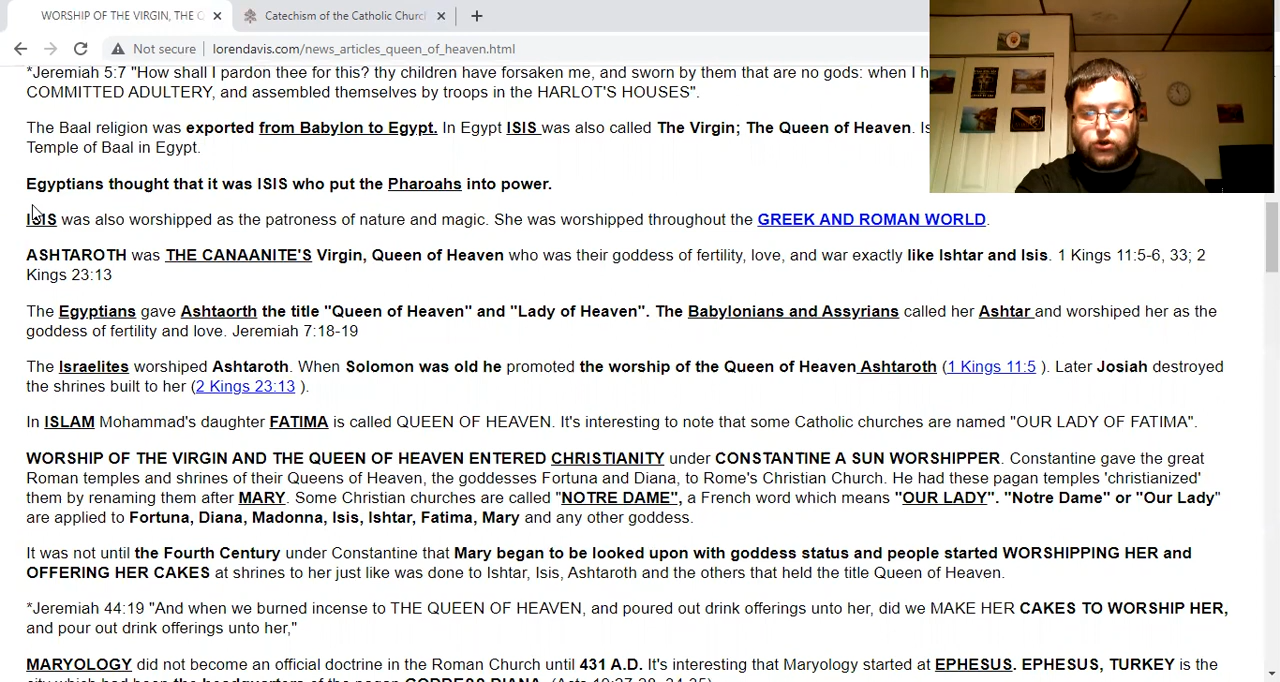 WORSHIP OF THE VIRGIN, THE Q
Catechism of the Catholic Church
Not secure lorendavis.com/news_articles_queen_of_heaven.html
*Jeremiah 5:7 "How shall I pardon thee for this? thy children have forsaken me, and sworn by them that are no gods: when I h
COMMITTED ADULTERY, and assembled themselves by troops in the HARLOT'S HOUSES".
The Baal religion was exported from Babylon to Egypt. In Egypt ISIS was also called The Virgin; The Queen of Heaven. Is
Temple of Baal in Egypt.
Egyptians thought that it was ISIS who put the Pharoahs into power.
ISIS was also worshipped as the patroness of nature and magic. She was worshipped throughout the GREEK AND ROMAN WORLD.
ASHTAROTH was THE CANAANITE'S Virgin, Queen of Heaven who was their goddess of fertility, love, and war exactly like Ishtar and Isis. 1 Kings 11:5-6, 33; 2
Kings 23:13
The Egyptians gave Ashtaorth the title "Queen of Heaven" and "Lady of Heaven". The Babylonians and Assyrians called her Ashtar and worshiped her as the
goddess of fertility and love. Jeremiah 7:18-19
The Israelites worshiped Ashtaroth. When Solomon was old he promoted the worship of the Queen of Heaven Ashtaroth (1 Kings 11:5 ). Later Josiah destroyed
the shrines built to her (2 Kings 23:13 ).
In ISLAM Mohammad's daughter FATIMA is called QUEEN OF HEAVEN. It's interesting to note that some Catholic churches are named "OUR LADY OF FATIMA".
WORSHIP OF THE VIRGIN AND THE QUEEN OF HEAVEN ENTERED CHRISTIANITY under CONSTANTINE A SUN WORSHIPPER. Constantine gave the great
Roman temples and shrines of their Queens of Heaven, the goddesses Fortuna and Diana, to Rome's Christian Church. He had these pagan temples 'christianized'
them by renaming them after MARY. Some Christian churches are called "NOTRE DAME", a French word which means "OUR LADY". "Notre Dame" or "Our Lady"
are applied to Fortuna, Diana, Madonna, Isis, Ishtar, Fatima, Mary and any other goddess.
It was not until the Fourth Century under Constantine that Mary began to be looked upon with goddess status and people started WORSHIPPING HER and
OFFERING HER CAKES at shrines to her just like was done to Ishtar, Isis, Ashtaroth and the others that held the title Queen of Heaven.
*Jeremiah 44:19 "And when we burned incense to THE QUEEN OF HEAVEN, and poured out drink offerings unto her, did we MAKE HER CAKES TO WORSHIP HER,
and pour out drink offerings unto her,"
MARYOLOGY did not become an official doctrine in the Roman Church until 431 A.D. It's interesting that Maryology started at EPHESUS. EPHESUS, TURKEY is the
city which had been the headquarters of the pagan GODDESS DIANA. (Acts 19:27-28, 34-35)